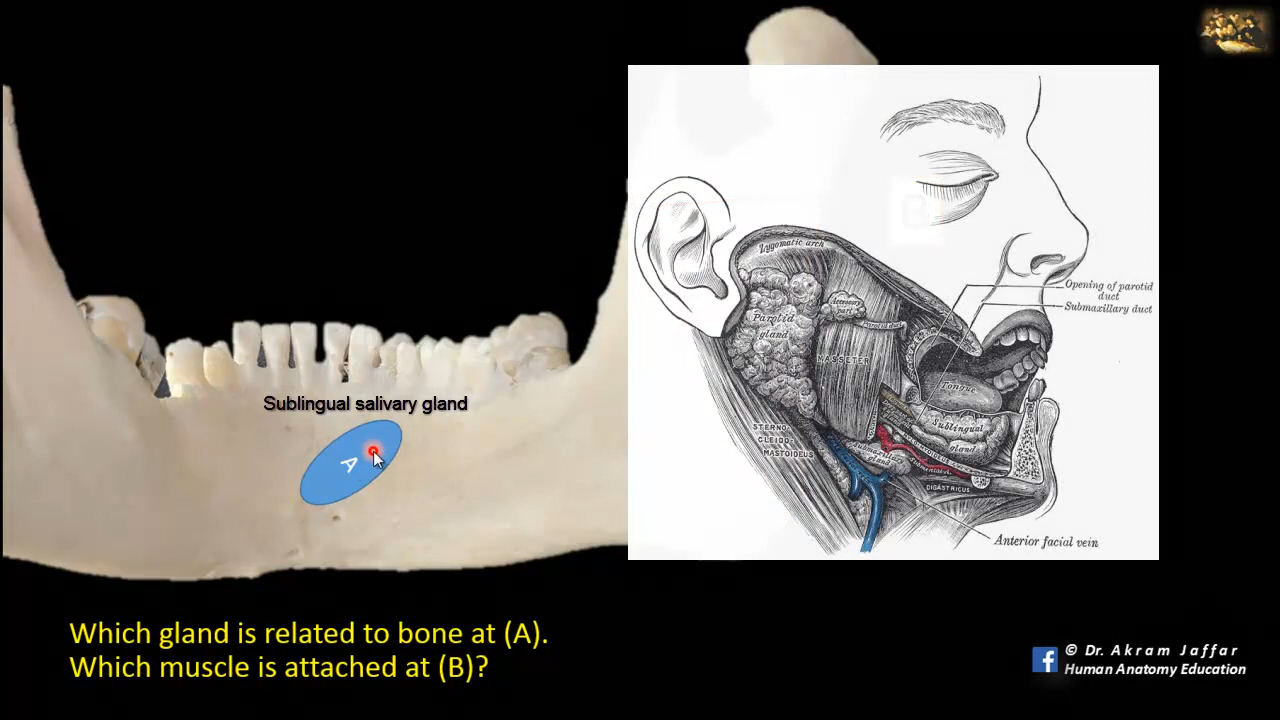 B
Zygomatic arch
Opening of parotid
duct
Submaxillary duct
Accessory
part
Parotid duct
Parotid
gland
MASSETER
Tongue
Sublingual
gland
STERNO-
CLEIDO-
MASTOIDEUS
DIGASTRICUS
Anterior facial vein
Sublingual salivary gland
A
Which gland is related to bone at (A).
Which muscle is attached at (B)?
© Dr. Akram Jaffar
Human Anatomy Education